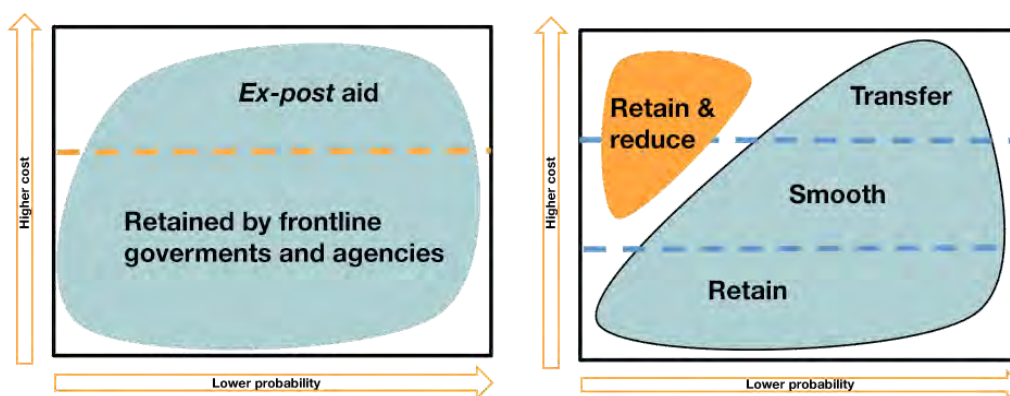 Higher cost
Ex-post aid
Retained by frontline
goverments and agencies
Lower probability
Higher cost
Retain &
reduce
Transfer
Smooth
Retain
Lower probability